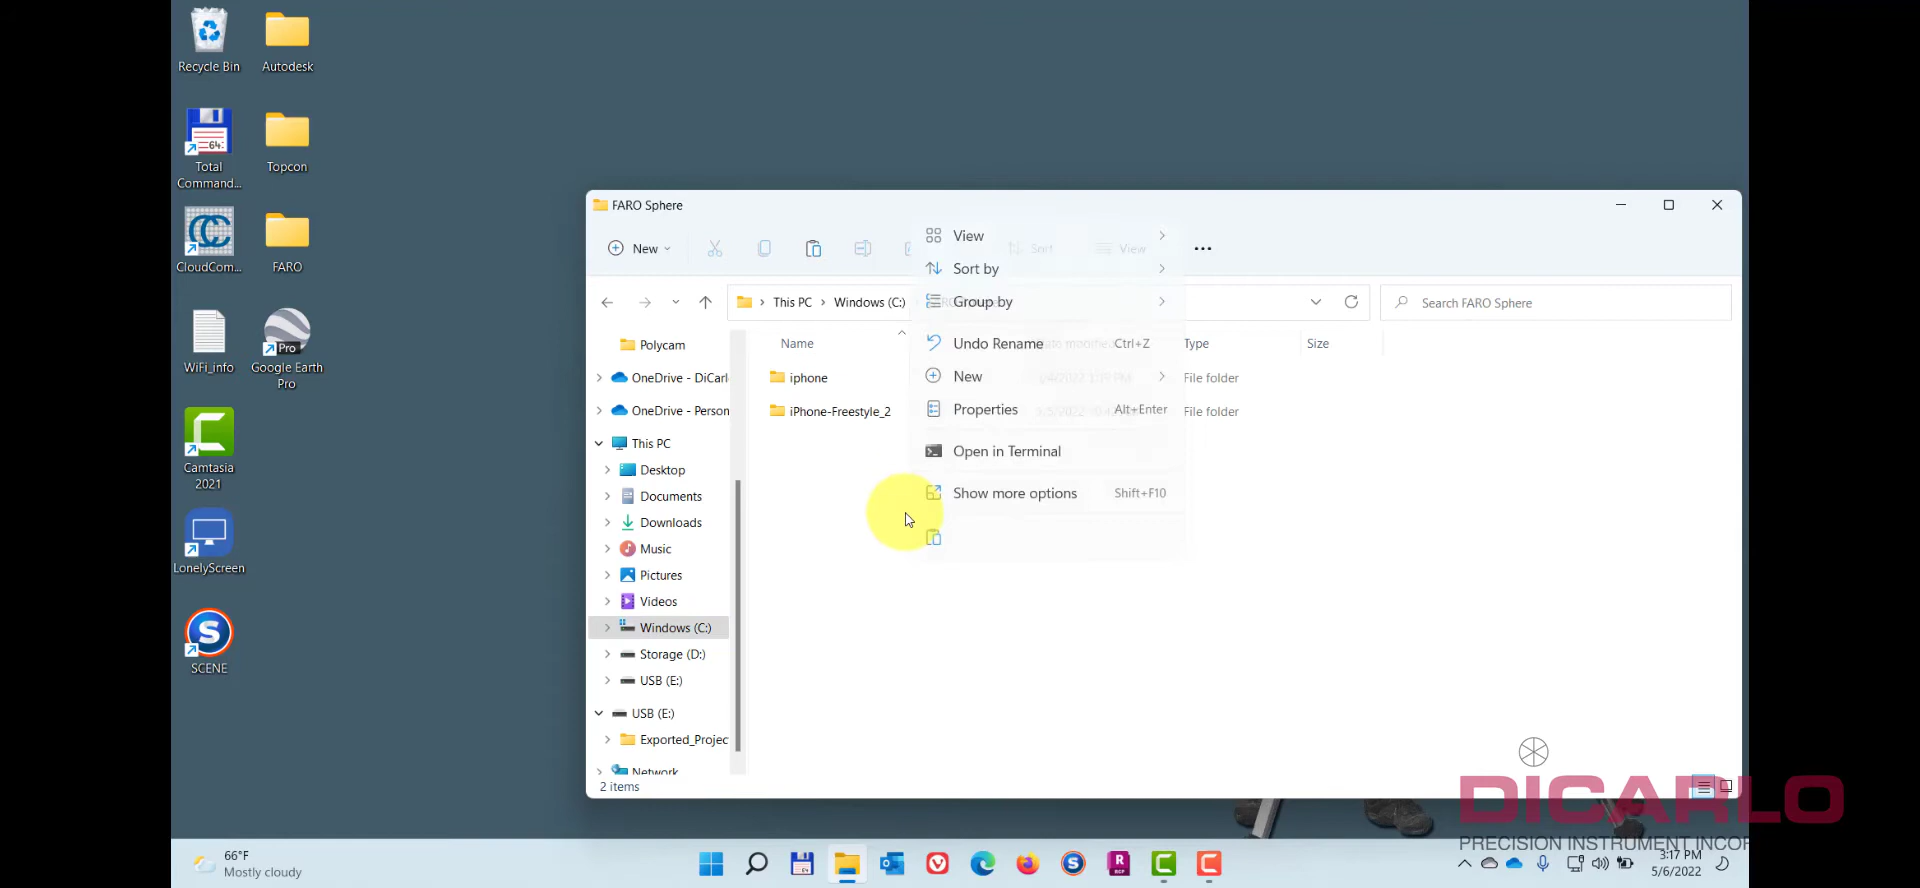 Recycle Bin
Autodesk
Total
Command...
Topcon
CloudCom...
FARO
WiFi_info
Pro
Google Earth
Pro
Camtasia
2021
LonelyScreen
SCENE
FARO Sphere
New
Sort
View
This PC
Windows (C:)
Search FARO Sphere
Name
Type
Size
iphone
File folder
iPhone-Freestyle_2
File folder
View
Sort by
Group by
Undo Rename
Ctrl+Z
New
Properties
Alt+Enter
Open in Terminal
Show more options
Shift+F10
Polycam
OneDrive - DiCarl
OneDrive - Person
This PC
Desktop
Documents
Downloads
Music
Pictures
Videos
Windows (C:)
Storage (D:)
USB (E:)
USB (E:)
Exported_Projec
Network
2 items
DICARLO
PRECISION INSTRUMENT INCOR
66°F
Mostly cloudy
3:17 PM
5/6/2022